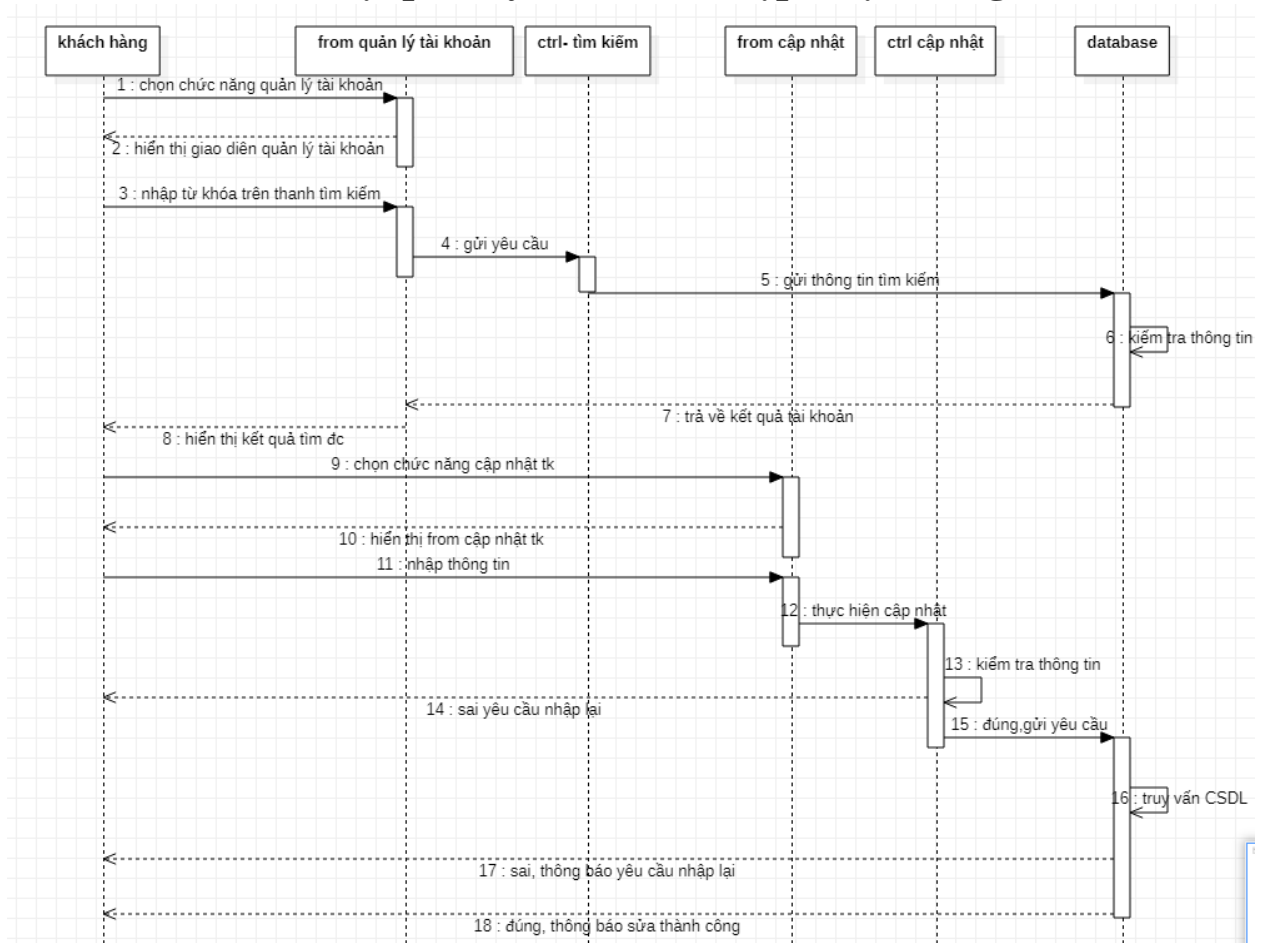 khách hàng
from quản lý tài khoản
ctrl- tìm kiếm
from cập nhật
ctrl cập nhật
database
1 : chọn chức năng quản lý tài khoản
2 : hiển thị giao diên quản lý tài khoản
3 : nhập từ khóa trên thanh tìm kiếm
4 : gửi yêu cầu
5 : gửi thông tin tìm kiếm
6 : kiếm tra thông tin
7 : trả về kết quả tài khoản
8 : hiển thị kết quả tìm đc
9 : chọn chức năng cập nhật tk
10 : hiển thị from cập nhật tk
11 : nhập thông tin
12 : thực hiện cập nhật
13 : kiểm tra thông tin
14 : sai yêu cầu nhập lại
15 : đúng,gửi yêu cầu
16 : truy vấn CSDL
17 : sai, thông báo yêu cầu nhập lại
18 : đúng, thông báo sửa thành công